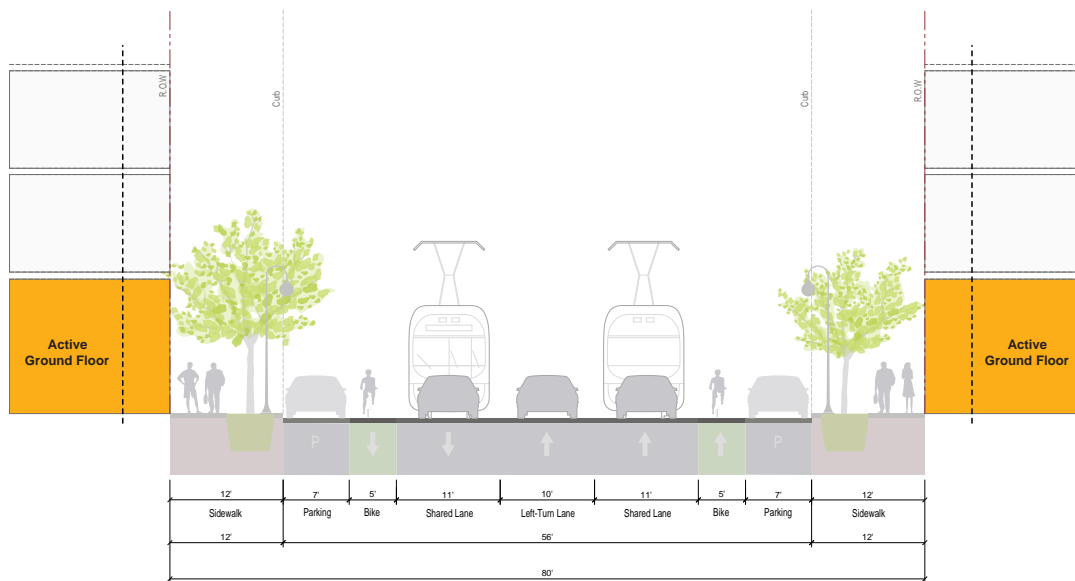 R.O.W
Curb
Curb
R.O.W
Active
Ground Floor
Active
Ground Floor
P
P
12'
7'
5'
11'
10'
11'
5'
7'
12'
Sidewalk
Parking
Bike
Shared Lane
Left-Turn Lane
Shared Lane
Bike
Parking
Sidewalk
12'
56'
12'
80'